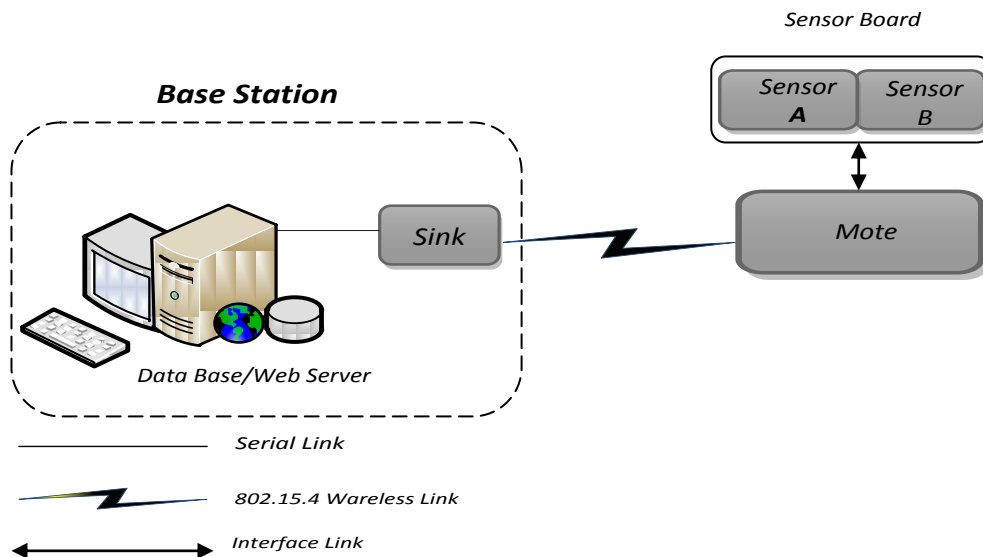 Sensor Board
Sensor
A
Sensor
B
Base Station
Sink
Mote
Data Base/Web Server
Serial Link
802.15.4 Wareless Link
Interface Link